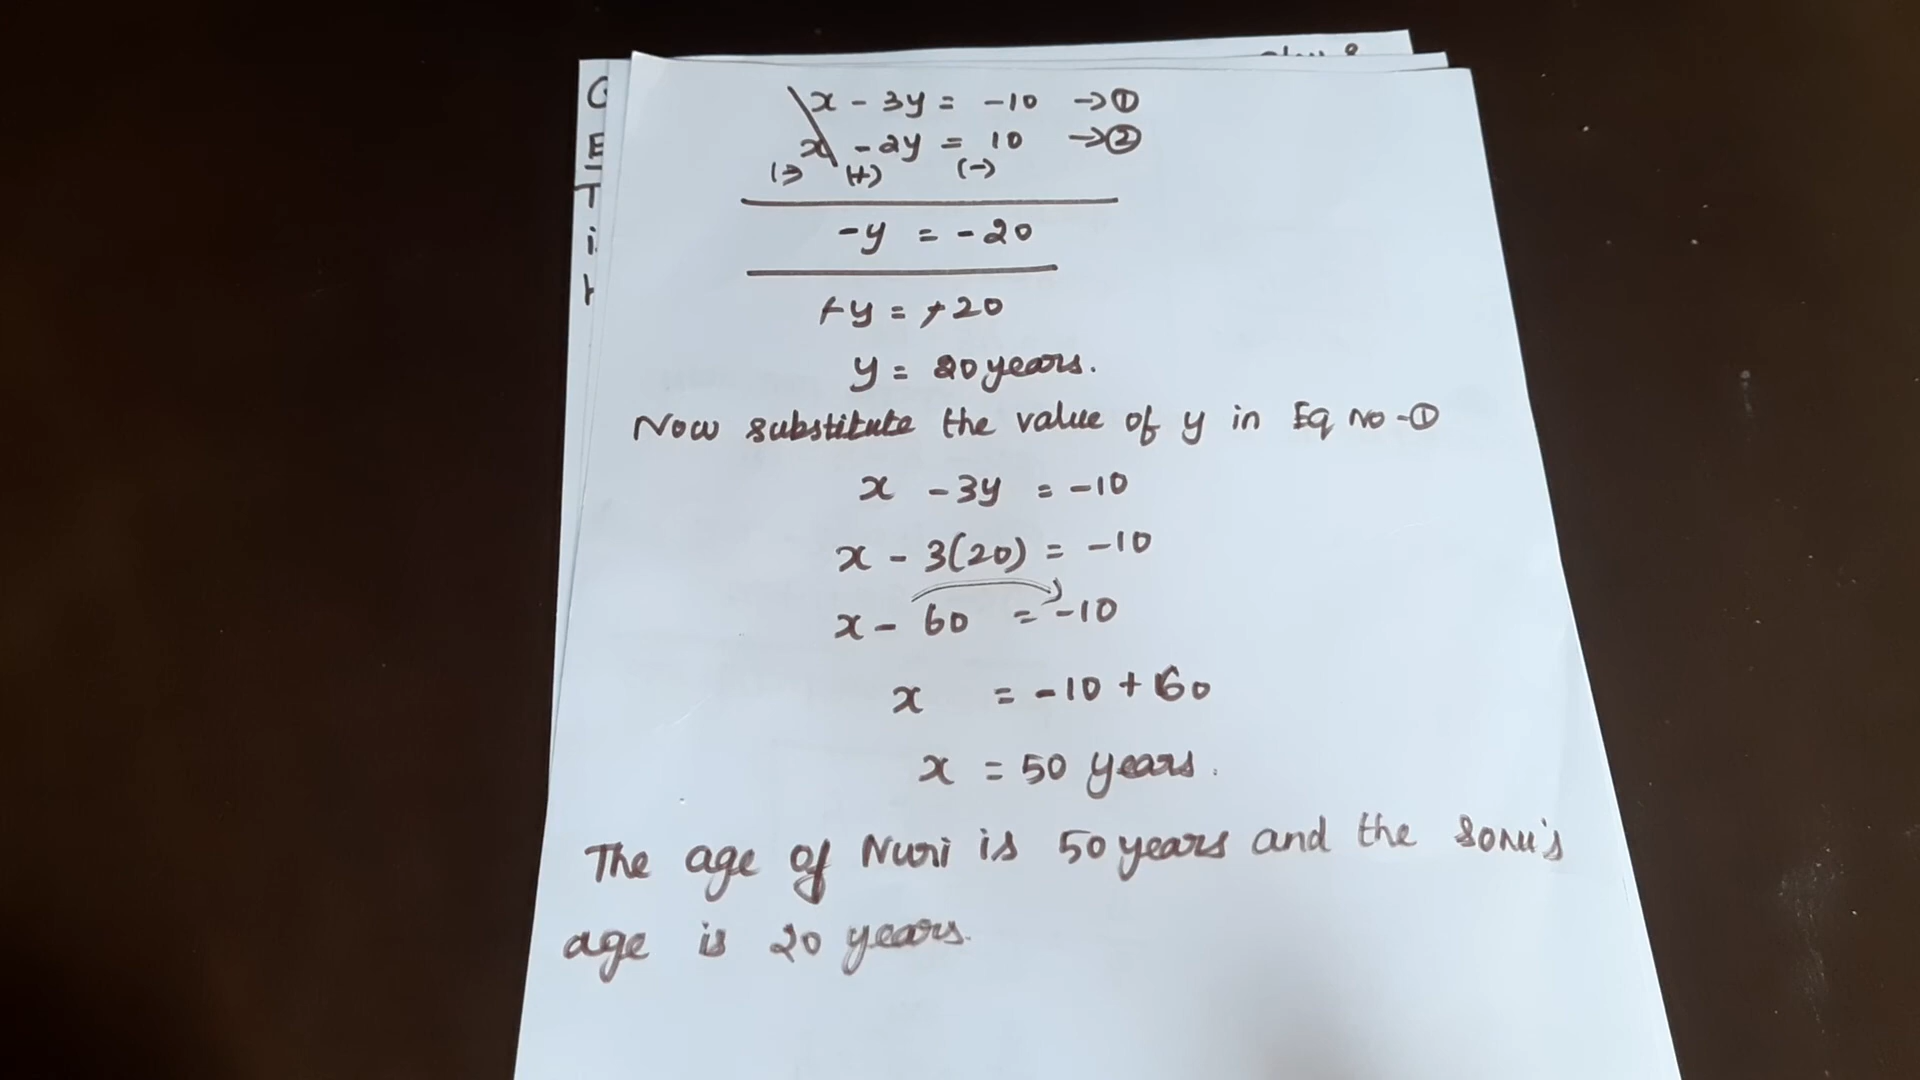 x - 3y = -10 → ①
x - 2y = 10 → ②
(-) (+) (-)
-y = -20
+y = +20
y = 20 years.
Now substitute the value of y in Eq no - ①
x - 3y = -10
x - 3(20) = -10
x - 60 = -10
x = -10 + 60
x = 50 years.
The age of Nuri is 50 years and the sonu's
age is 20 years.